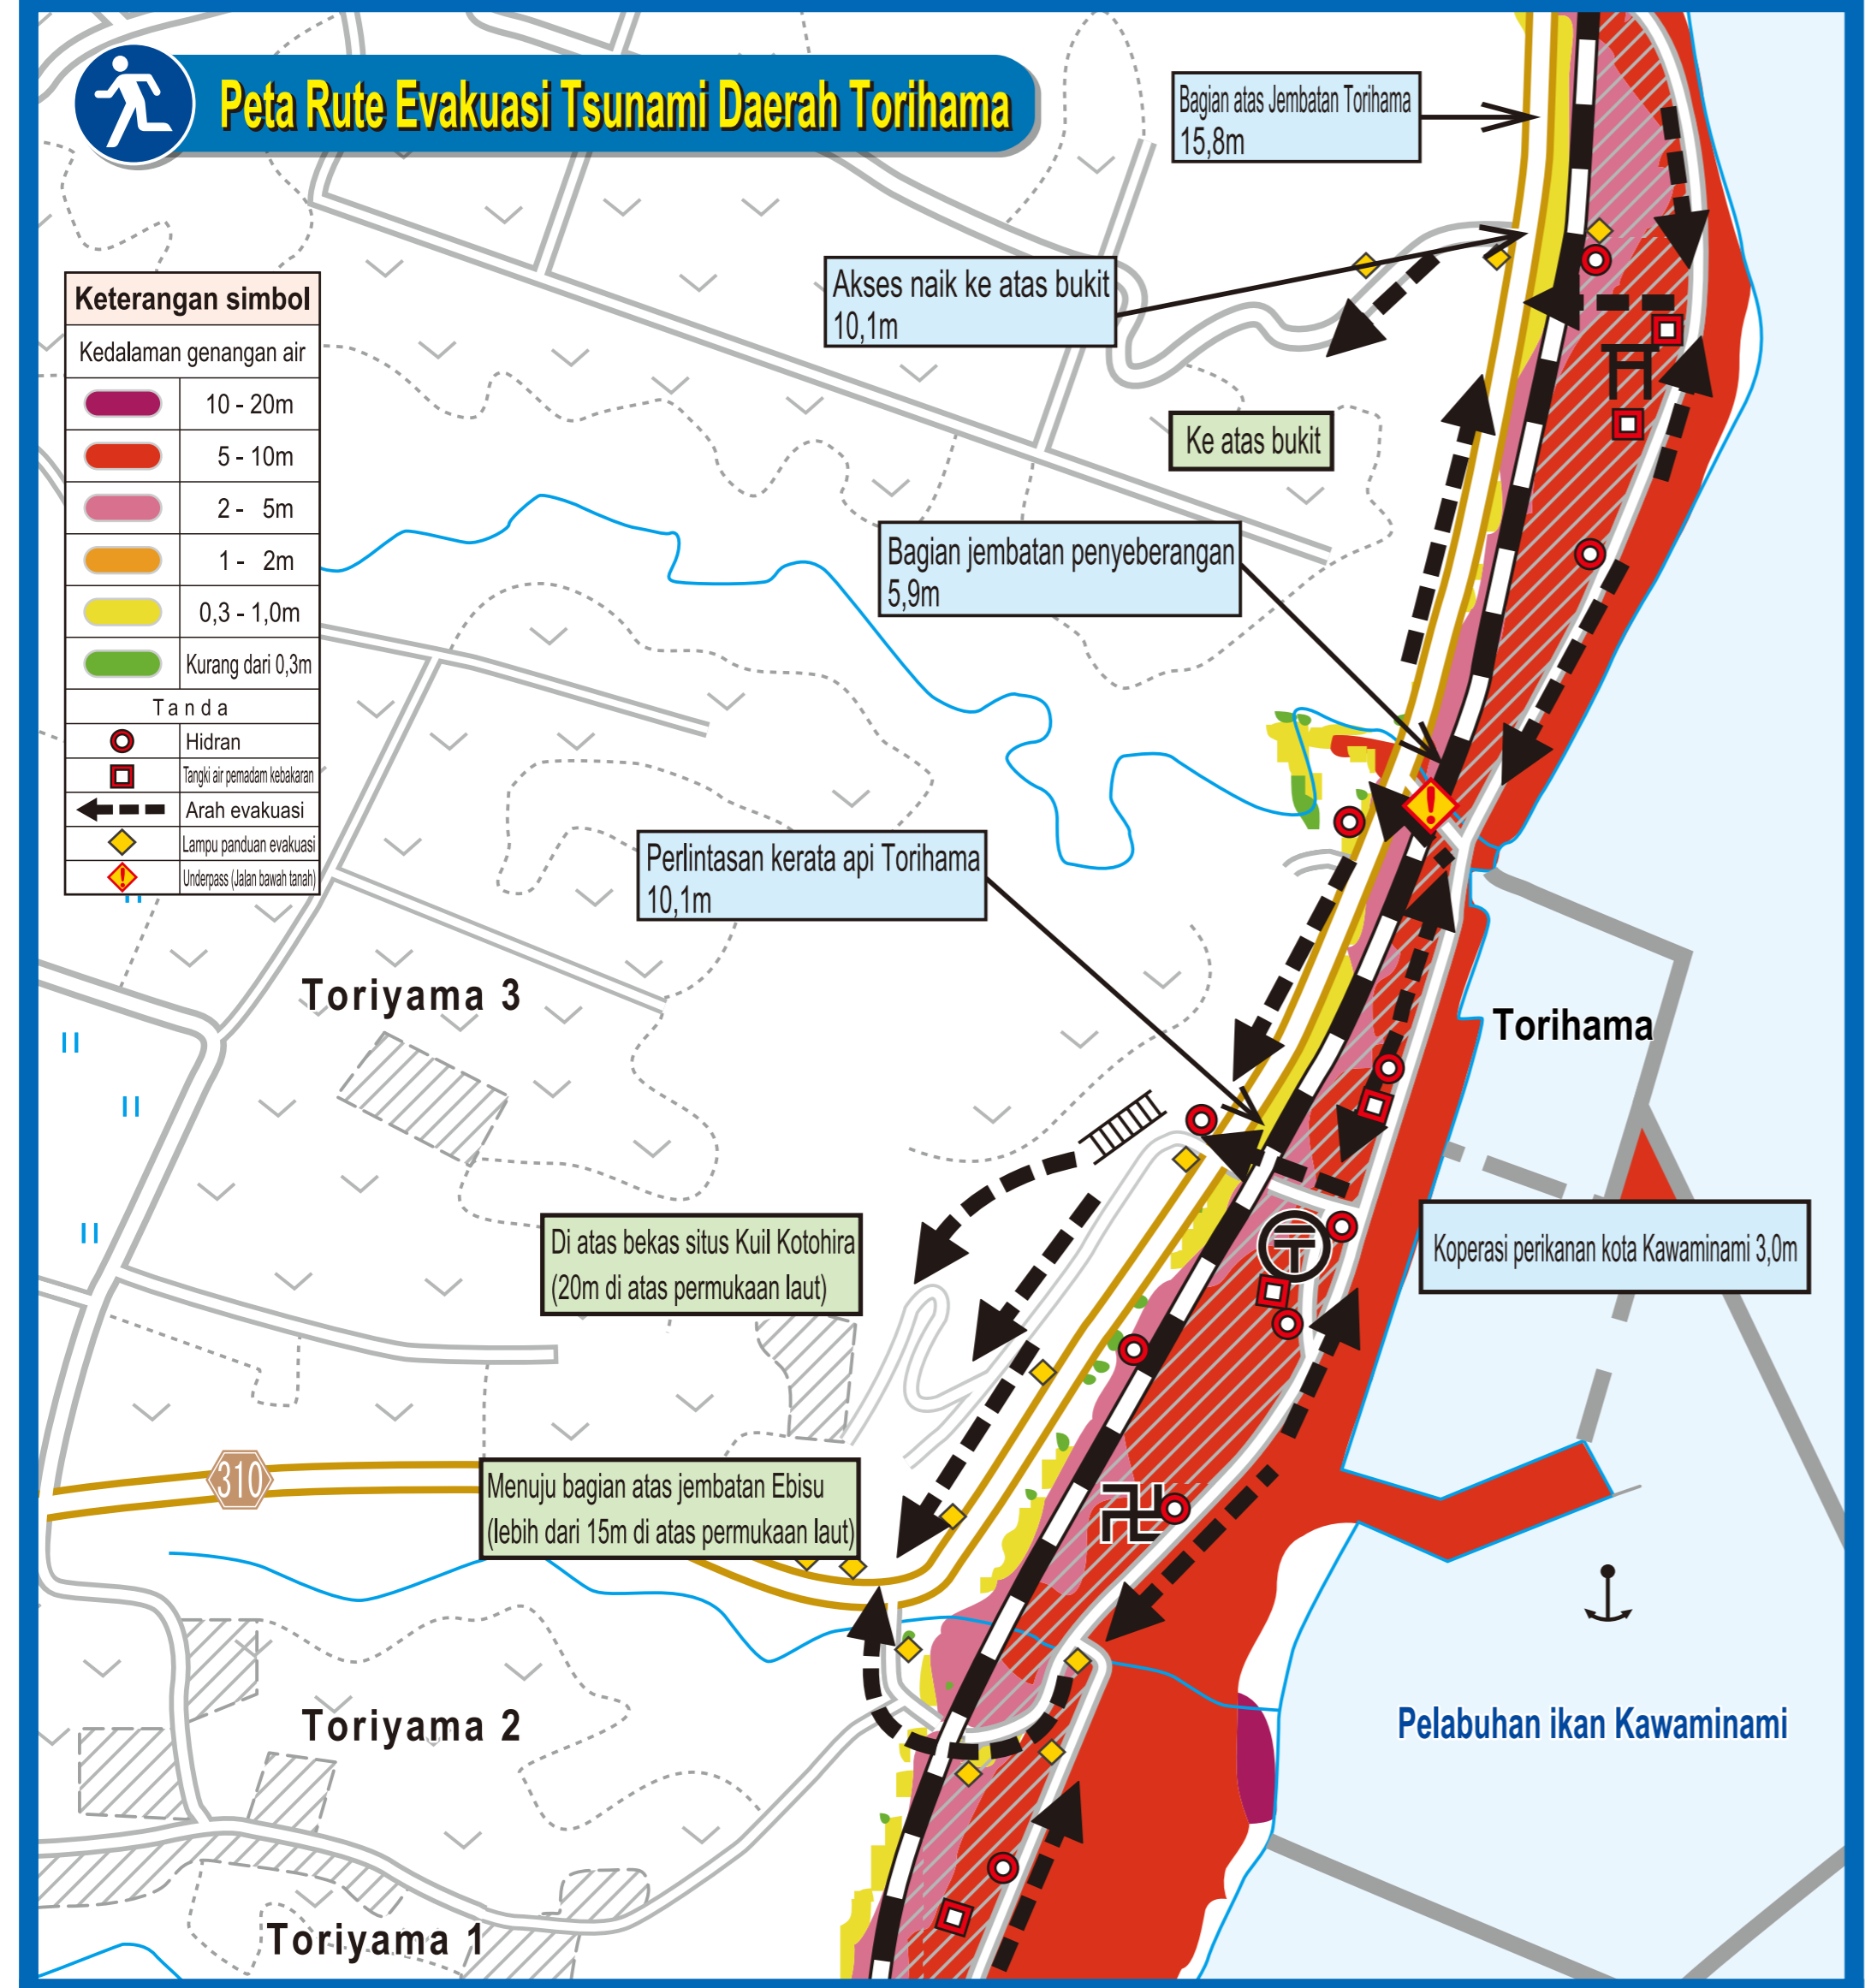 Peta Rute Evakuasi Tsunami Daerah Torihama
Bagian atas Jembatan Torihama
15,8m
Akses naik ke atas bukit
10,1m
Keterangan simbol
Kedalaman genangan air
10 - 20m
5 - 10m
2 - 5m
1 - 2m
0,3 - 1,0m
Kurang dari 0,3m
Tanda
Hidran
Tangki air pemadam kebakaran
Arah evakuasi
Lampu panduan evakuasi
Underpass (Jalan bawah tanah)
Ke atas bukit
Bagian jembatan penyeberangan
5,9m
Perlintasan kerata api Torihama
10,1m
Toriyama 3
Torihama
Di atas bekas situs Kuil Kotohira
(20m di atas permukaan laut)
Koperasi perikanan kota Kawaminami 3,0m
310
Menuju bagian atas jembatan Ebisu
(lebih dari 15m di atas permukaan laut)
Toriyama 2
Pelabuhan ikan Kawaminami
Toriyama 1